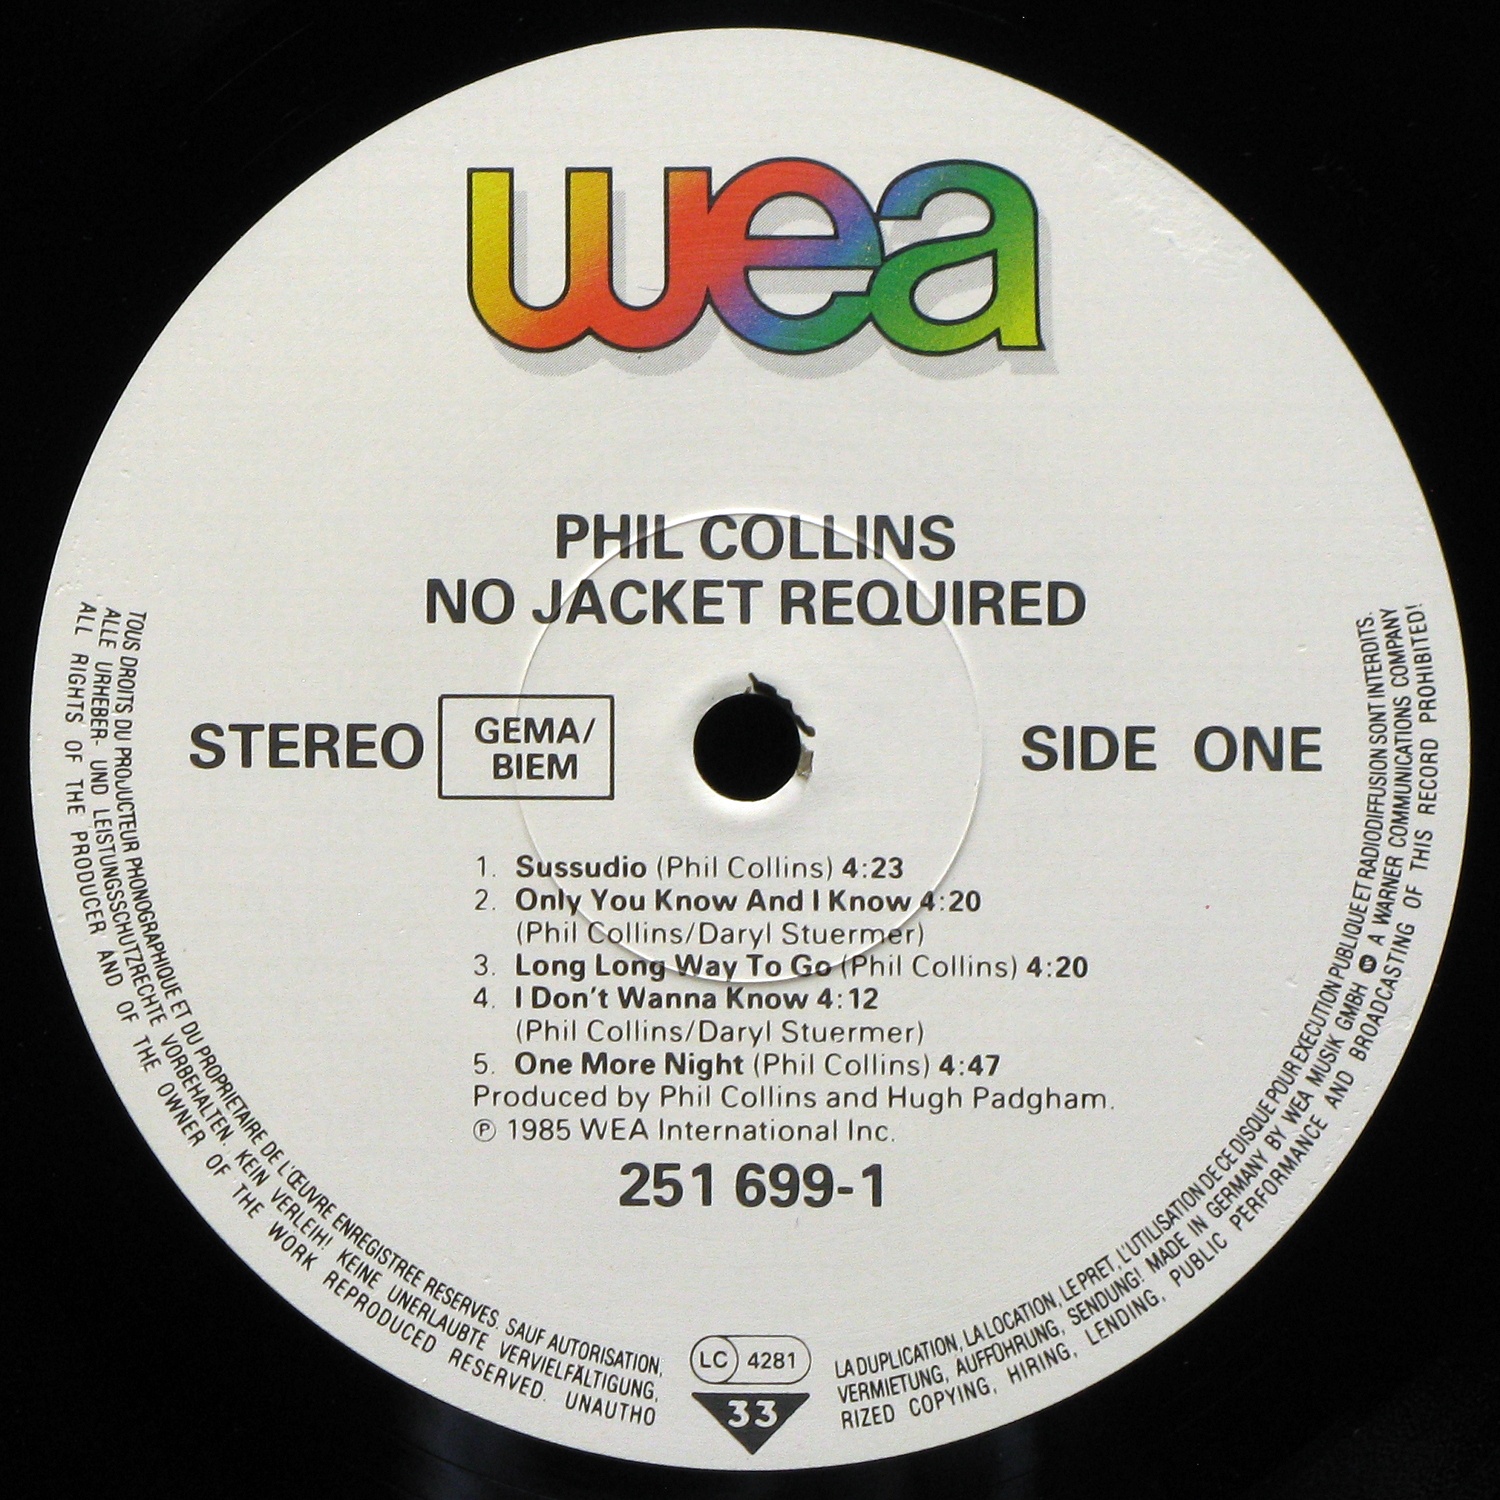 wea
PHIL COLLINS
NO JACKET REQUIRED
STEREO
GEMA/
BIEM
SIDE ONE
1. Sussudio (Phil Collins) 4:23
2. Only You Know And I Know 4:20
(Phil Collins/Daryl Stuermer)
3. Long Long Way To Go (Phil Collins) 4:20
4. I Don't Wanna Know 4:12
(Phil Collins/Daryl Stuermer)
5. One More Night (Phil Collins) 4:47
Produced by Phil Collins and Hugh Padgham.
℗ 1985 WEA International Inc.
251 699-1
TOUS DROITS DU PRODUCTEUR PHONOGRAPHIQUE ET DU PROPRIETAIRE DE L'ŒUVRE ENREGISTREE RESERVES. SAUF AUTORISATION, LA DUPLICATION, LA LOCATION, LE PRET, L'UTILISATION DE CE DISQUE POUR EXECUTION PUBLIQUE ET RADIODIFFUSION SONT INTERDITS.
ALLE URHEBER- UND LEISTUNGSSCHUTZRECHTE VORBEHALTEN. KEIN VERLEIH! KEINE UNERLAUBTE VERVIELFÄLTIGUNG, VERMIETUNG, AUFFÜHRUNG, SENDUNG! MADE IN GERMANY BY WEA MUSIK GMBH A WARNER COMMUNICATIONS COMPANY
ALL RIGHTS OF THE PRODUCER AND OF THE OWNER OF THE WORK REPRODUCED RESERVED. UNAUTHORIZED COPYING, HIRING, LENDING, PUBLIC PERFORMANCE AND BROADCASTING OF THIS RECORD PROHIBITED!
LC 4281
33